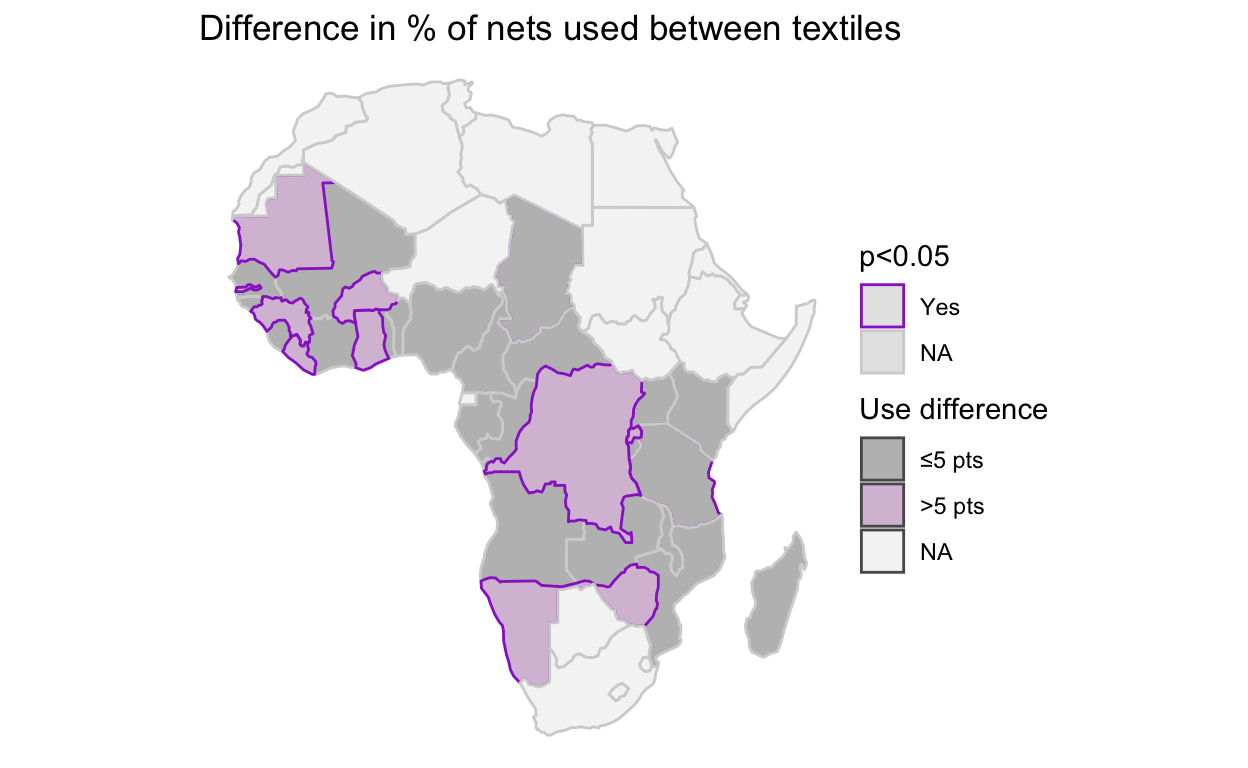 Difference in % of nets used between textiles
p<0.05
Yes
NA
Use difference
≤5 pts
>5 pts
NA